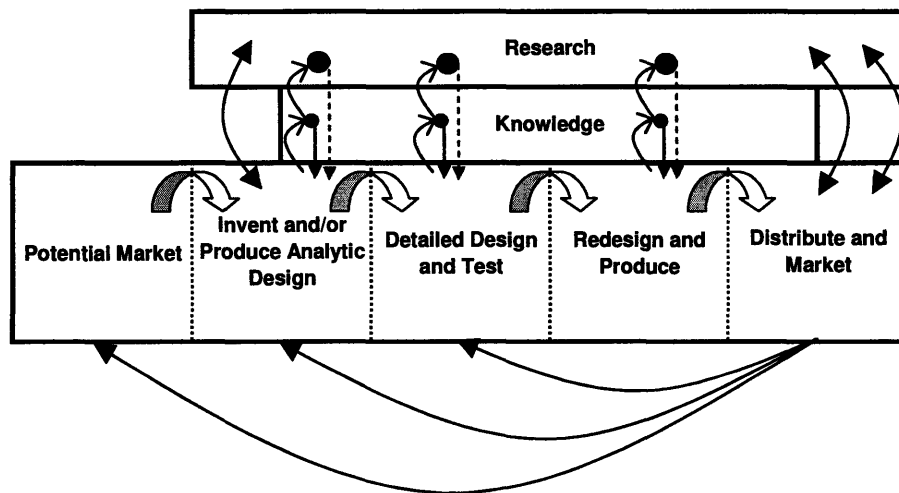 Research
Knowledge
Potential Market
Invent and/or
Produce Analytic
Design
Detailed Design
and Test
Redesign and
Produce
Distribute and
Market